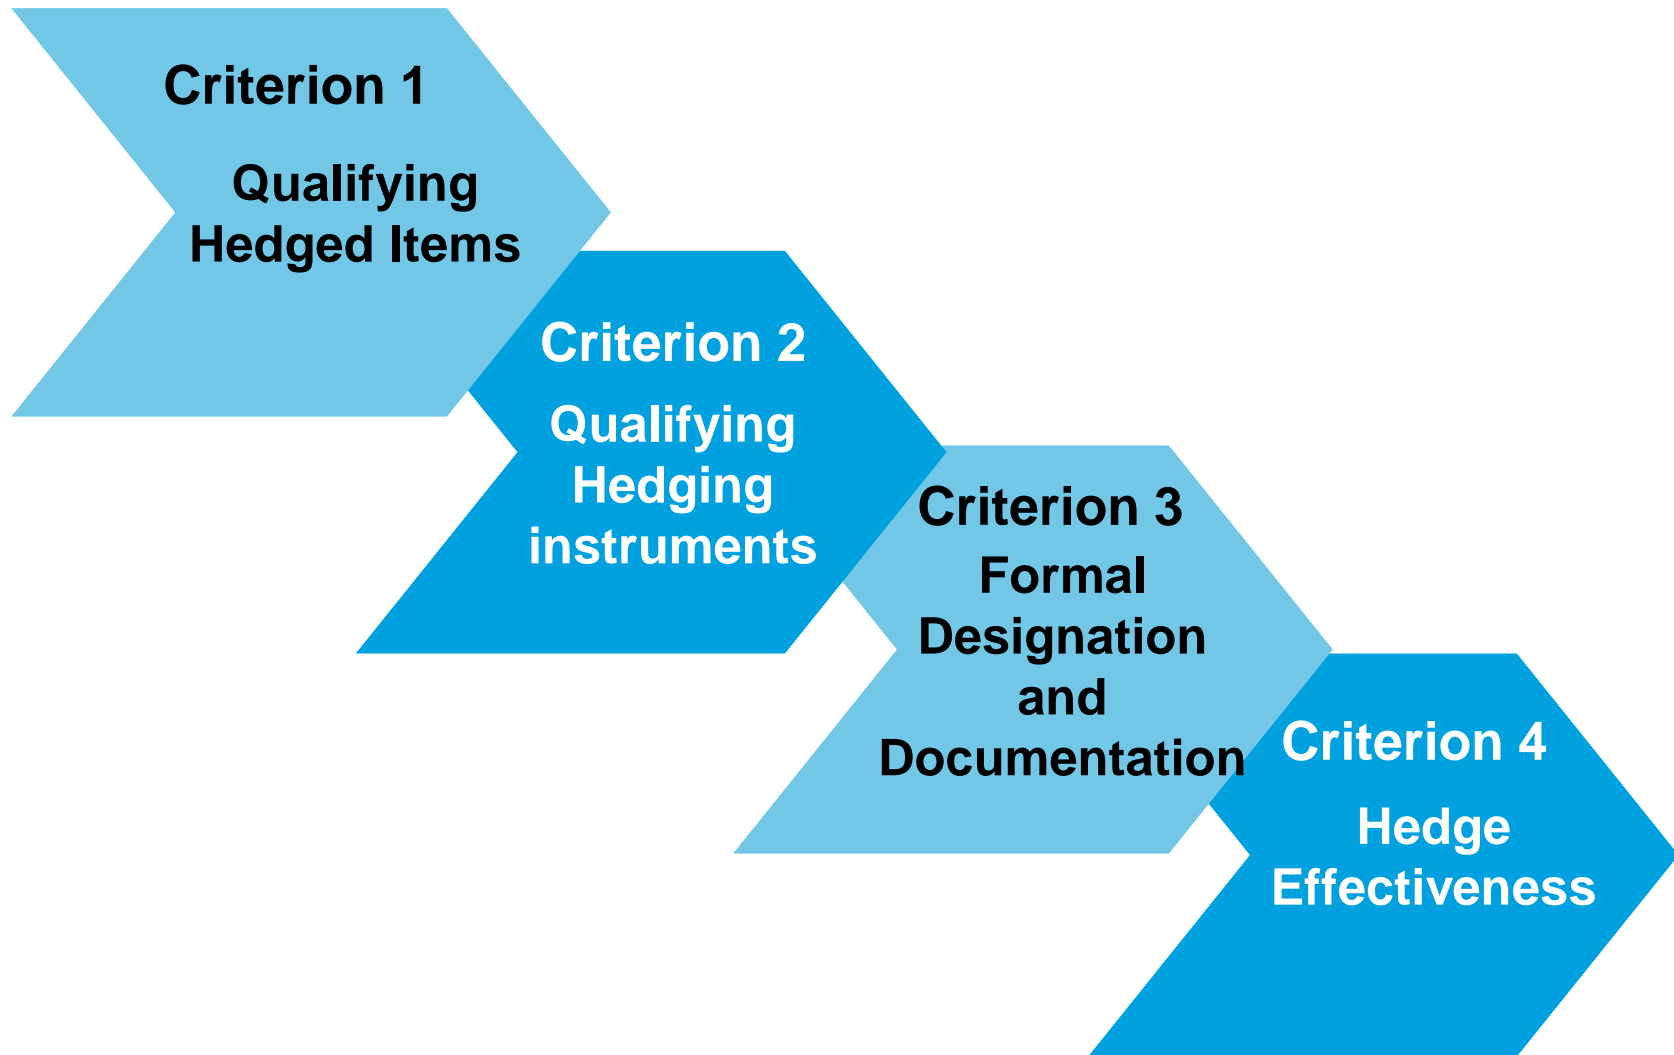 Criterion 1
Qualifying
Hedged Items
Criterion 2
Qualifying
Hedging
instruments
Criterion 3
Formal
Designation
and
Documentation
Criterion 4
Hedge
Effectiveness